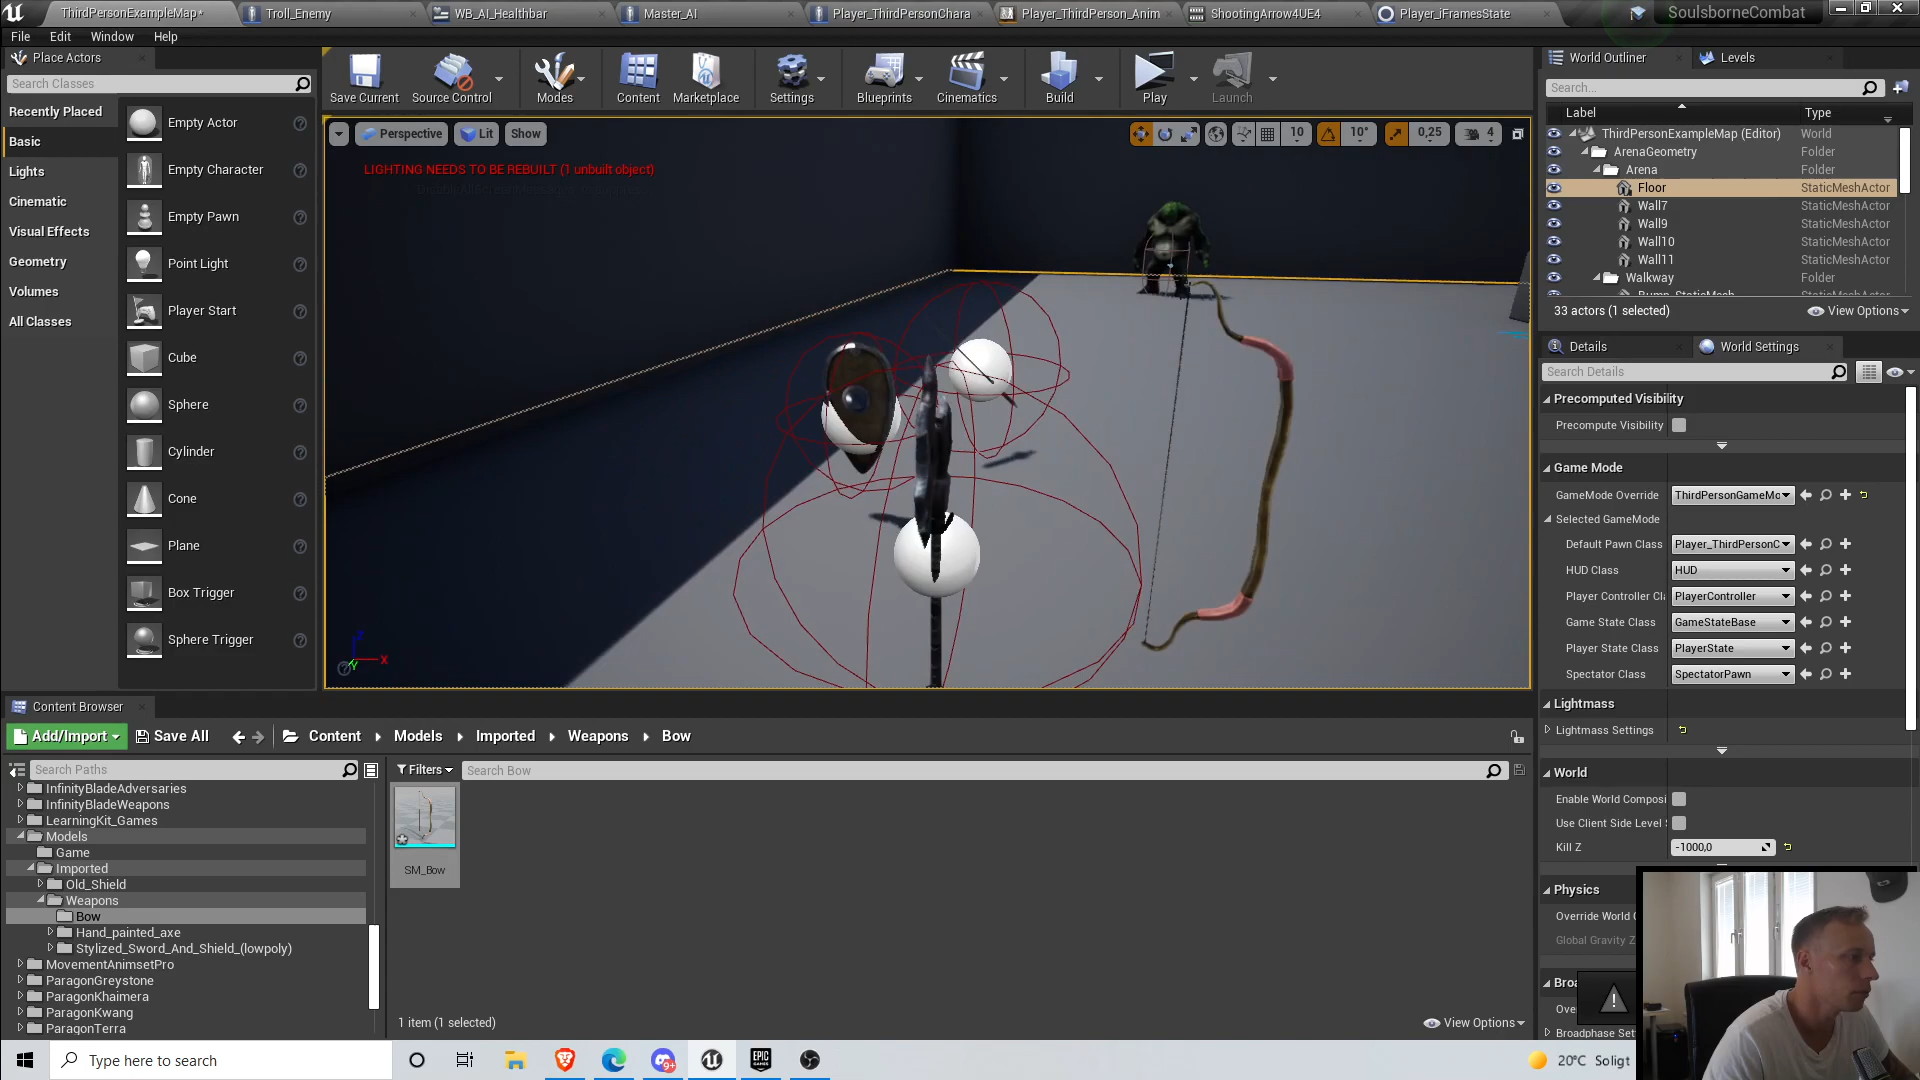 ThirdPersonExampleMap*
Troll_Enemy
WB_AI_Healthbar
Master_AI
Player_ThirdPersonChara
Player_ThirdPerson_Anim
ShootingArrow4UE4
Player_iFramesState
SoulsborneCombat
File
Edit
Window
Help
Place Actors
Search Classes
Recently Placed
Basic
Lights
Cinematic
Visual Effects
Geometry
Volumes
All Classes
Empty Actor
Empty Character
Empty Pawn
Point Light
Player Start
Cube
Sphere
Cylinder
Cone
Plane
Box Trigger
Sphere Trigger
Save Current
Source Control
Modes
Content
Marketplace
Settings
Blueprints
Cinematics
Build
Play
Launch
Perspective
Lit
Show
10
10°
0,25
4
LIGHTING NEEDS TO BE REBUILT (1 unbuilt object)
Z
X
Y
World Outliner
Levels
Search...
Label
Type
ThirdPersonExampleMap (Editor)
World
ArenaGeometry
Folder
Arena
Folder
Floor
StaticMeshActor
Wall7
StaticMeshActor
Wall9
StaticMeshActor
Wall10
StaticMeshActor
Wall11
StaticMeshActor
Walkway
Folder
33 actors (1 selected)
View Options
Details
World Settings
Search Details
Precomputed Visibility
Precompute Visibility
Game Mode
GameMode Override
ThirdPersonGameMo
Selected GameMode
Default Pawn Class
Player_ThirdPersonC
HUD Class
HUD
Player Controller Cl
PlayerController
Game State Class
GameStateBase
Player State Class
PlayerState
Spectator Class
SpectatorPawn
Lightmass
Lightmass Settings
World
Enable World Composi
Use Client Side Level
Kill Z
-1000,0
Physics
Override World
Global Gravity Z
Broa
Ove
Broadphase Set
Content Browser
Add/Import
Save All
Content
Models
Imported
Weapons
Bow
Search Paths
Filters
Search Bow
InfinityBladeAdversaries
InfinityBladeWeapons
LearningKit_Games
Models
Game
Imported
Old_Shield
Weapons
Bow
Hand_painted_axe
Stylized_Sword_And_Shield_(lowpoly)
MovementAnimsetPro
ParagonGreystone
ParagonKhaimera
ParagonKwang
ParagonTerra
SM_Bow
1 item (1 selected)
View Options
Type here to search
9+
EPIC
GAMES
20°C Soligt